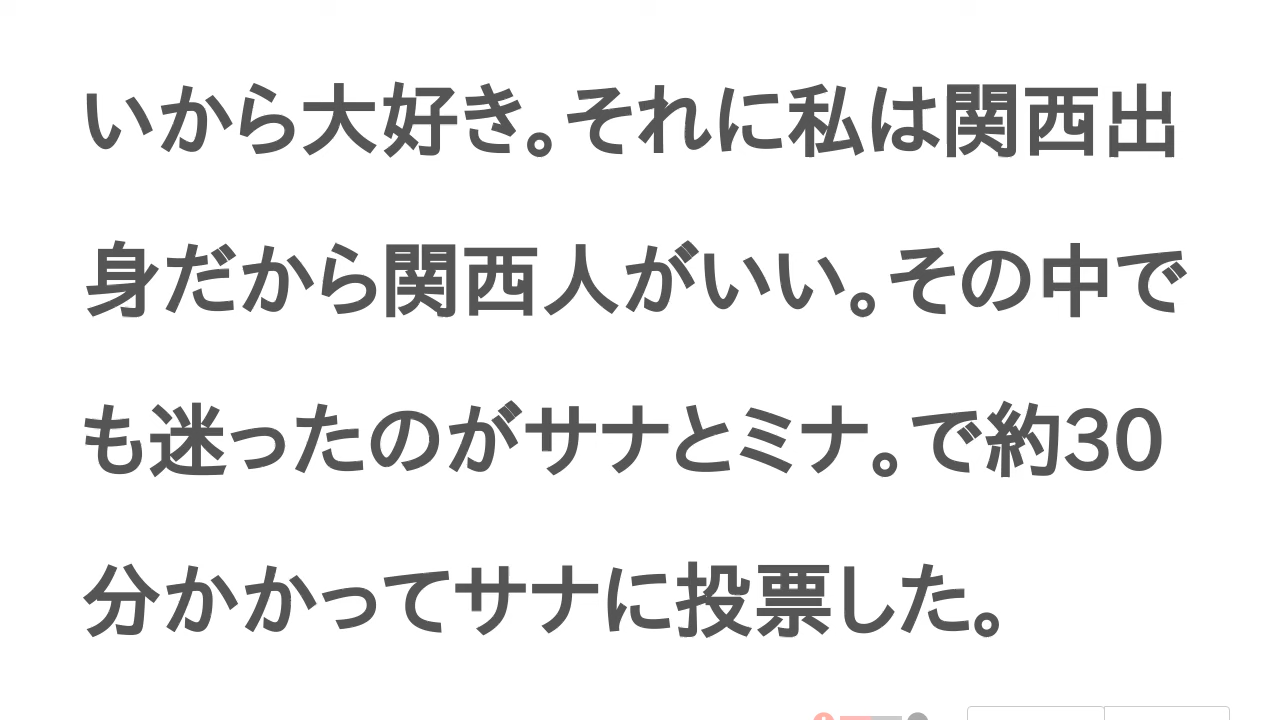 いから大好き。それに私は関西出
身だから関西人がいい。その中で
も迷ったのがサナとミナ。で約30
分かかってサナに投票した。